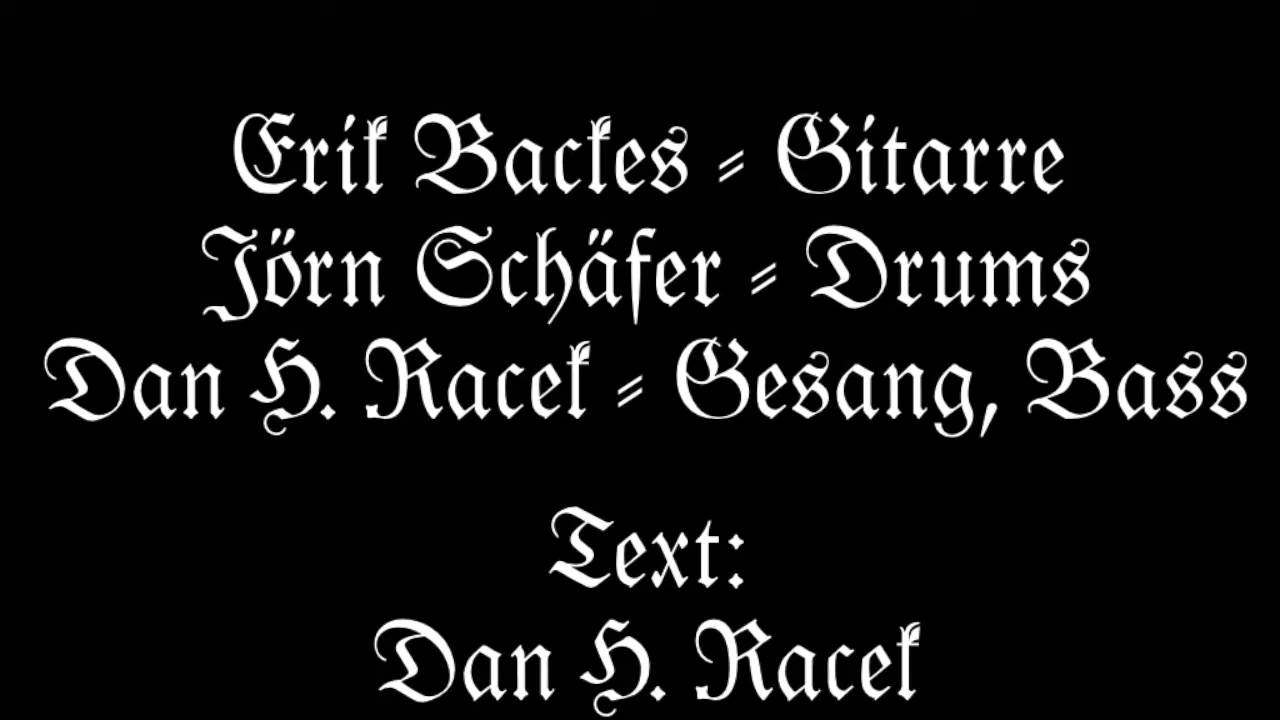 Erik Backes - Gitarre
Jörn Schäfer - Drums
Dan H. Racek - Gesang, Bass
Text:
Dan H. Racek